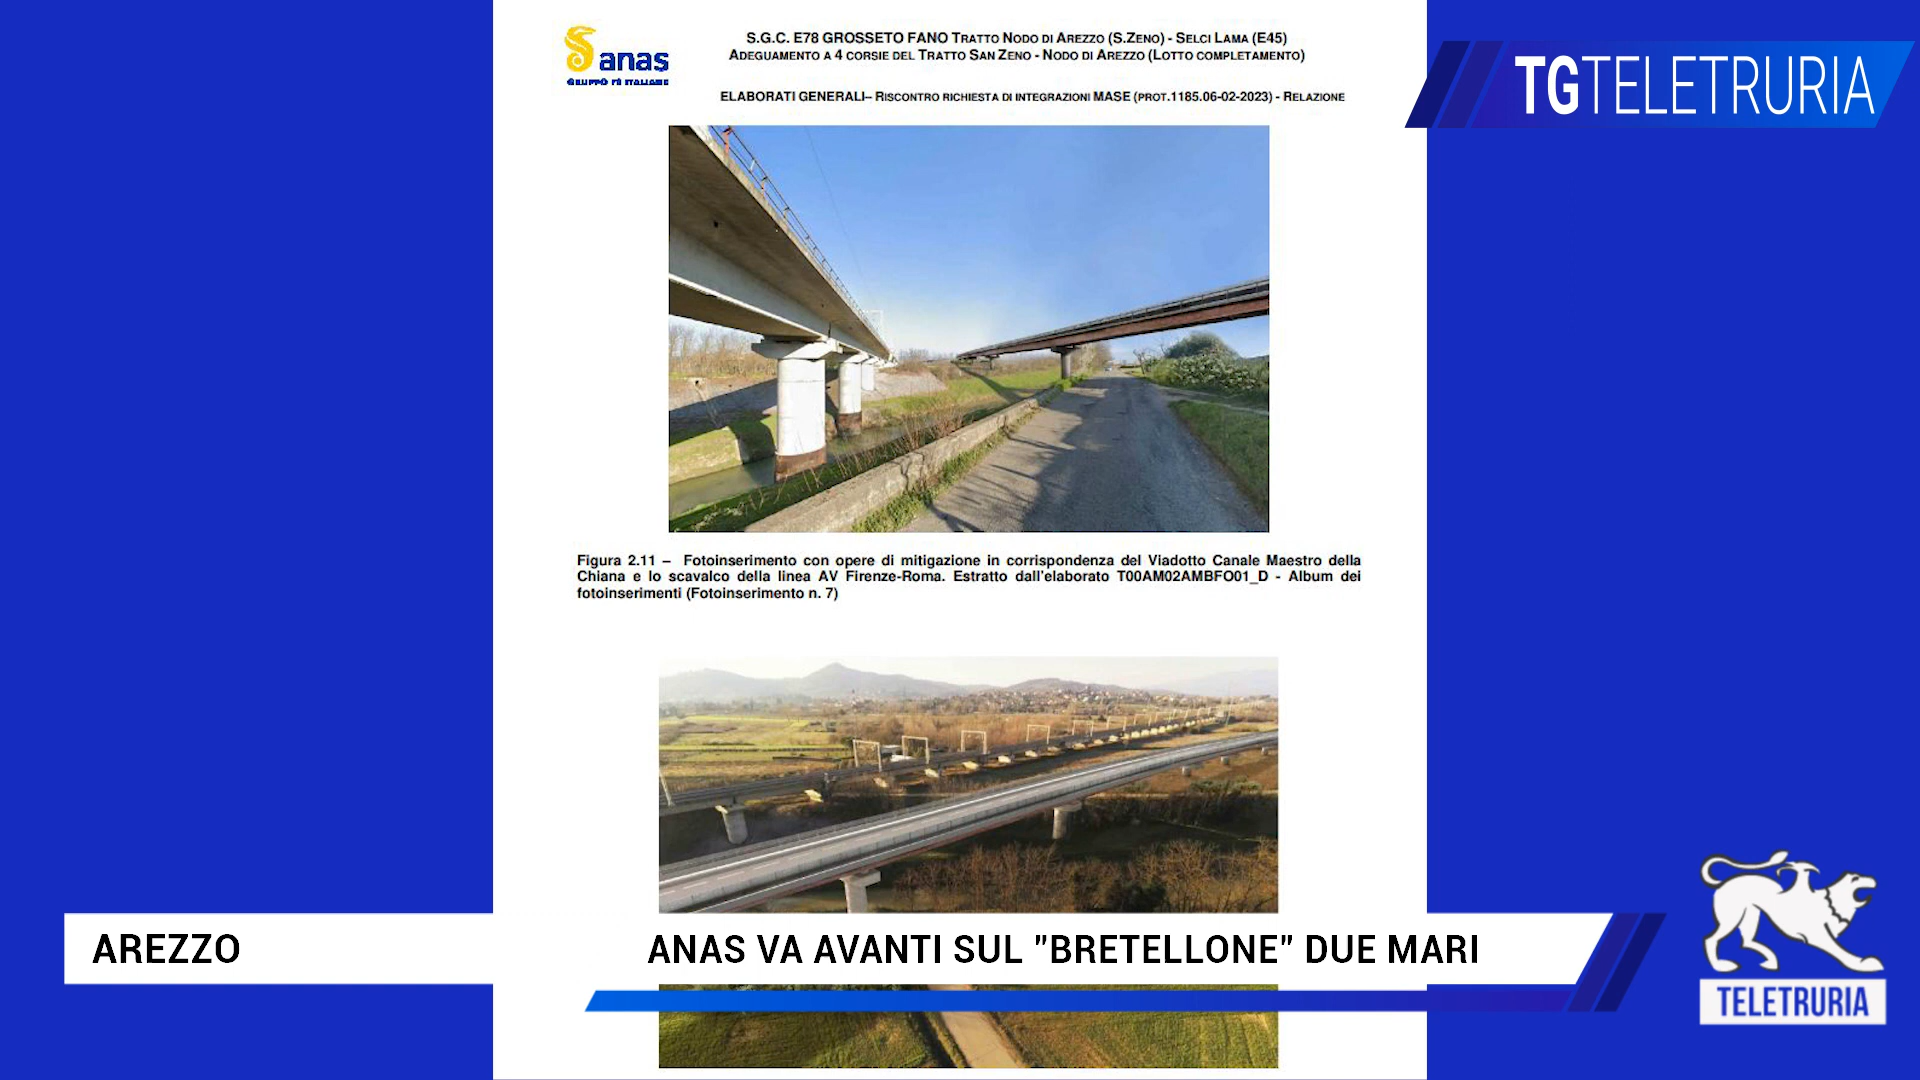 anas
GRUPPO FS ITALIANE
S.G.C. E78 GROSSETO FANO TRATTO NODO DI AREZZO (S.ZENO) - SELCI LAMA (E45)
ADEGUAMENTO A 4 CORSIE DEL TRATTO SAN ZENO - NODO DI AREZZO (LOTTO COMPLETAMENTO)
ELABORATI GENERALI– RISCONTRO RICHIESTA DI INTEGRAZIONI MASE (PROT.1185.06-02-2023) - RELAZIONE
TGTELETRURIA
Figura 2.11 – Fotoinserimento con opere di mitigazione in corrispondenza del Viadotto Canale Maestro della
Chiana e lo scavalco della linea AV Firenze-Roma. Estratto dall'elaborato T00AM02AMBFO01_D - Album dei
fotoinserimenti (Fotoinserimento n. 7)
AREZZO
ANAS VA AVANTI SUL "BRETELLONE" DUE MARI
TELETRURIA